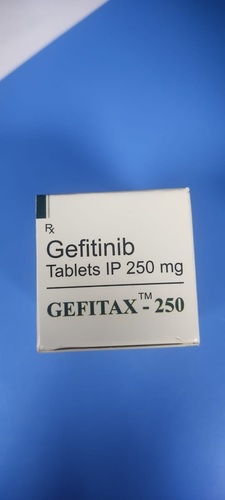 Rx
Gefitinib
Tablets IP 250 mg
GEFITAX™ - 250